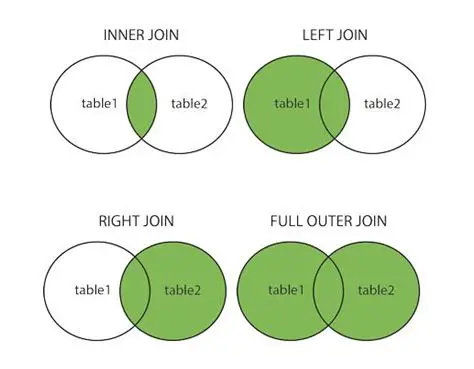 INNER JOIN
LEFT JOIN
table1
table2
table1
table2
RIGHT JOIN
FULL OUTER JOIN
table1
table2
table1
table2